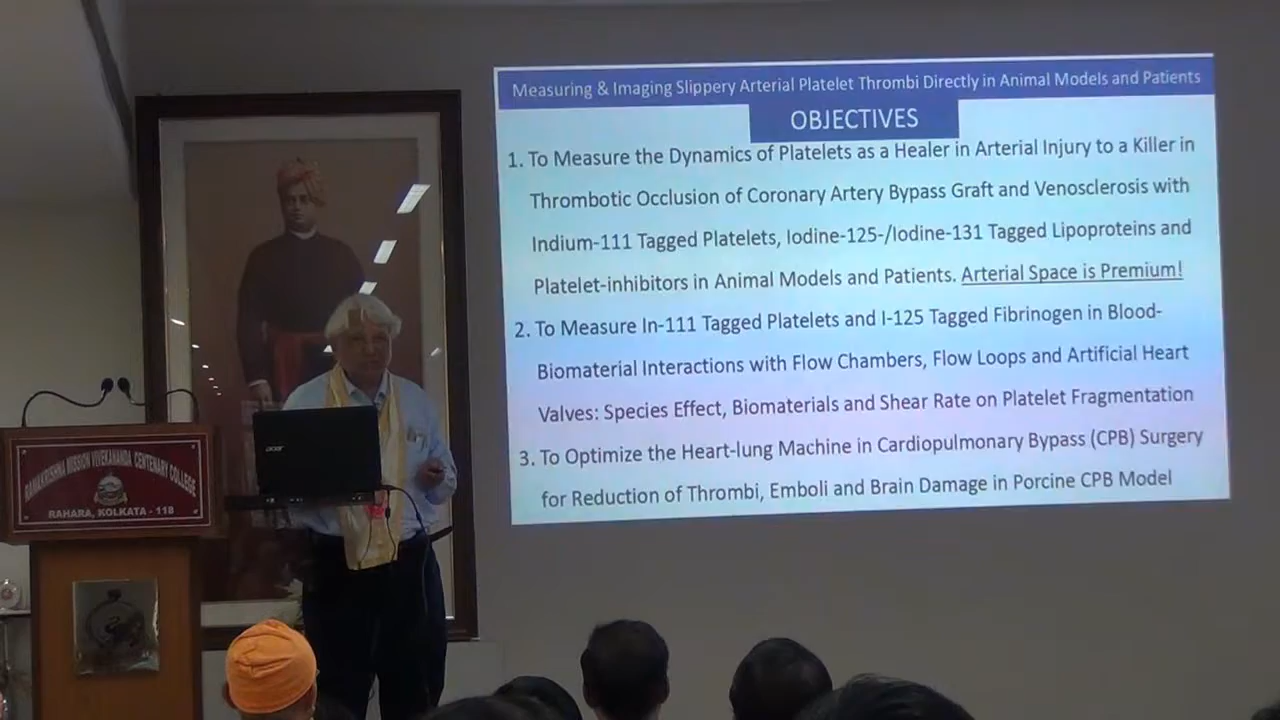 Measuring & Imaging Slippery Arterial Platelet Thrombi Directly in Animal Models and Patients
OBJECTIVES
1. To Measure the Dynamics of Platelets as a Healer in Arterial Injury to a Killer in
Thrombotic Occlusion of Coronary Artery Bypass Graft and Venosclerosis with
Indium-111 Tagged Platelets, Iodine-125-/Iodine-131 Tagged Lipoproteins and
Platelet-inhibitors in Animal Models and Patients. Arterial Space is Premium!
2. To Measure In-111 Tagged Platelets and I-125 Tagged Fibrinogen in Blood-
Biomaterial Interactions with Flow Chambers, Flow Loops and Artificial Heart
Valves: Species Effect, Biomaterials and Shear Rate on Platelet Fragmentation
3. To Optimize the Heart-lung Machine in Cardiopulmonary Bypass (CPB) Surgery
for Reduction of Thrombi, Emboli and Brain Damage in Porcine CPB Model
acer
RAMAKRISHNA MISSION VIVEKANANDA CENTENARY COLLEGE
RAHARA, KOLKATA - 118